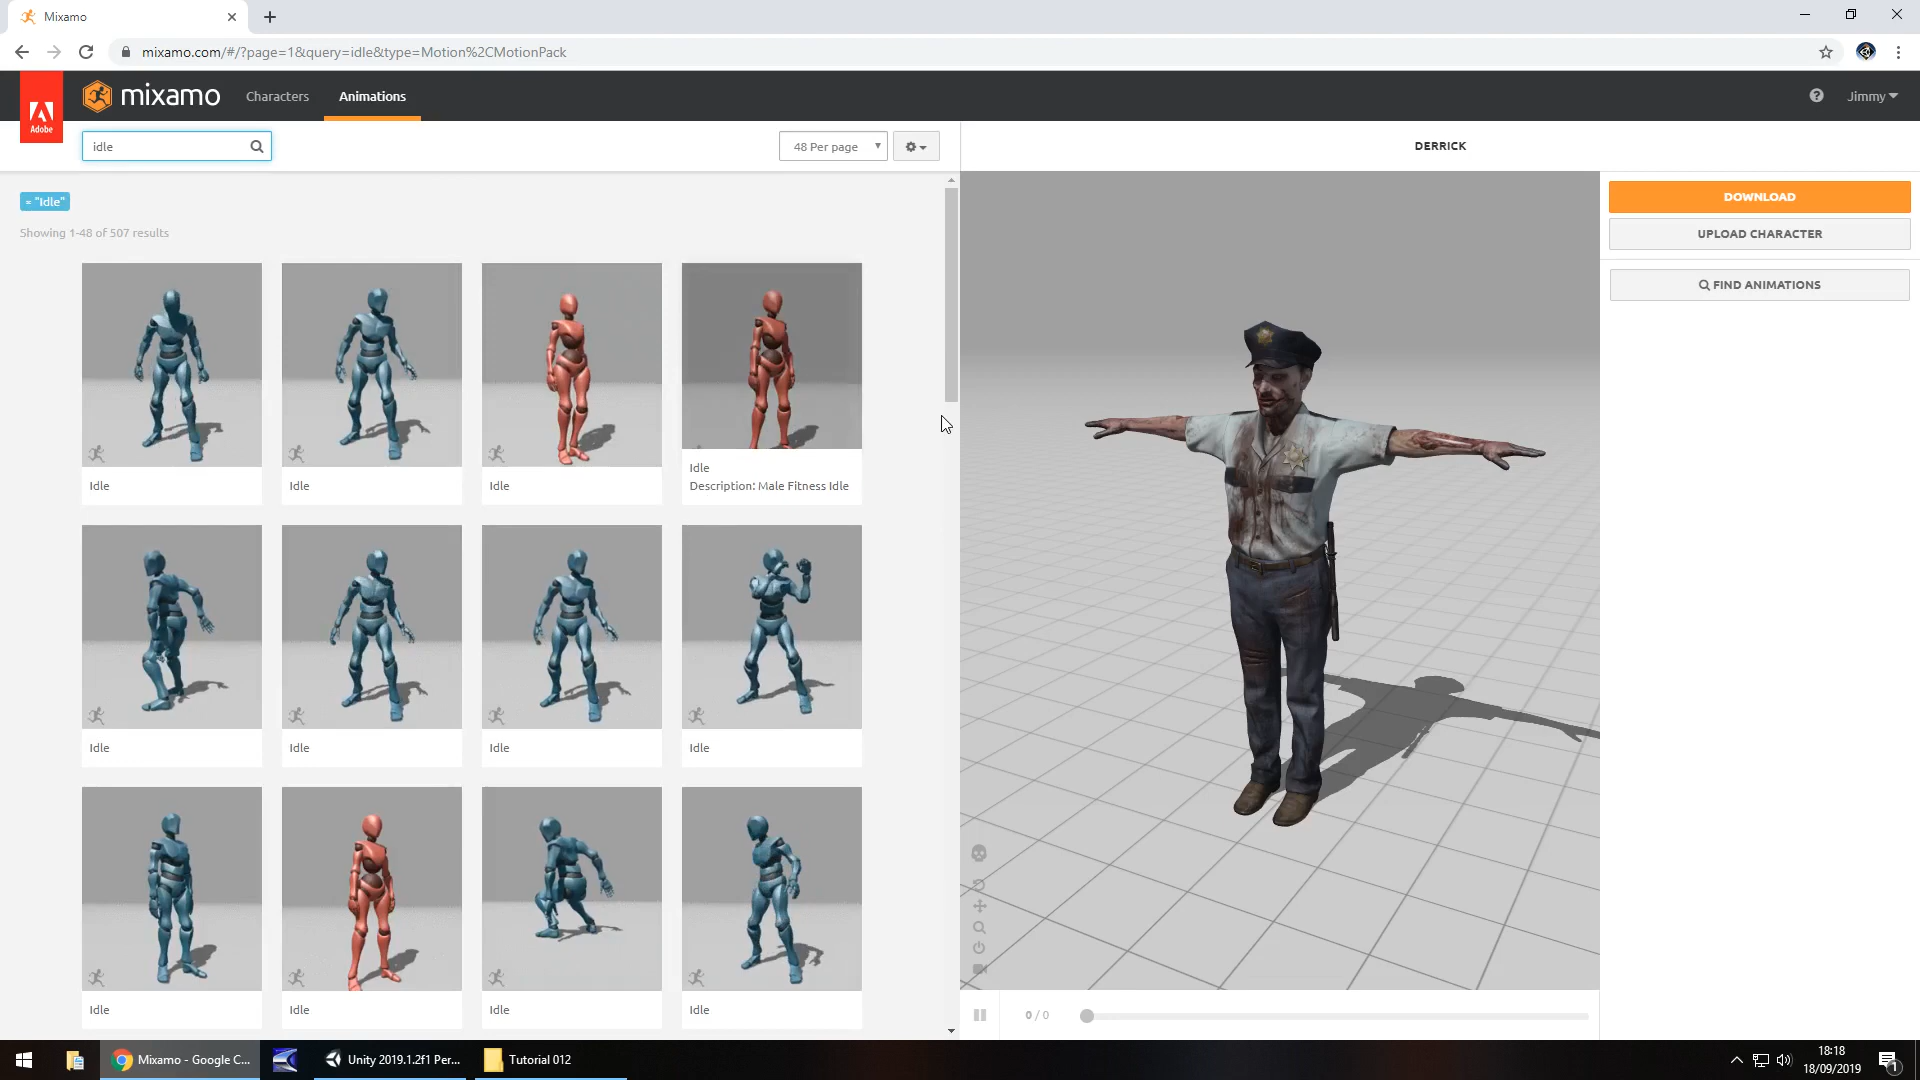 Mixamo
mixamo.com/#/?page=1&query=idle&type=Motion%2CMotionPack
Adobe
mixamo
Characters
Animations
Jimmy
idle
48 Per page
DERRICK
× "Idle"
Showing 1-48 of 507 results
DOWNLOAD
UPLOAD CHARACTER
FIND ANIMATIONS
Idle
Idle
Idle
Idle
Description: Male Fitness Idle
Idle
Idle
Idle
Idle
Idle
Idle
Idle
Idle
0 / 0
Mixamo - Google C...
Unity 2019.1.2f1 Per...
Tutorial 012
18:18
18/09/2019
1